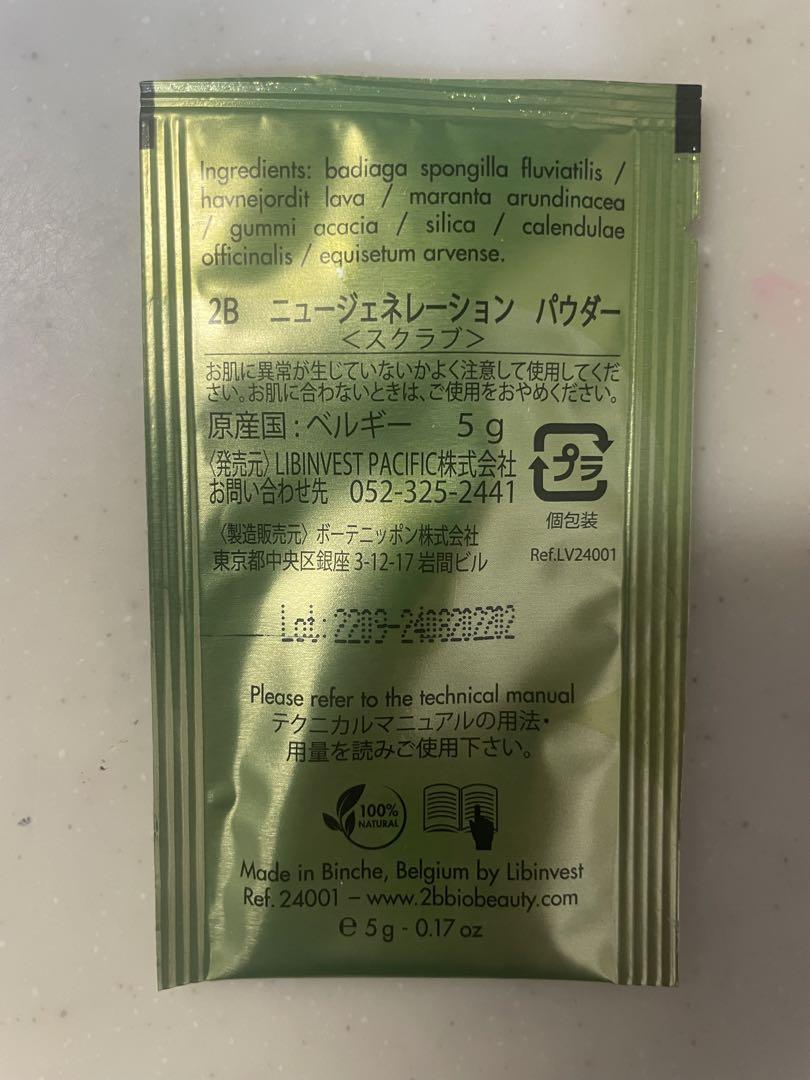 Ingredients: badiaga spongilla fluviatilis /
havnejordit lava / maranta arundinacea
/ gummi acacia / silica / calendulae
officinalis / equisetum arvense.
2B ニュージェネレーション パウダー
＜スクラブ＞
お肌に異常が生じていないかよく注意して使用してくだ
さい。お肌に合わないときは、ご使用をおやめください。
原産国：ベルギー 5 g
〈発売元〉LIBINVEST PACIFIC株式会社
お問い合わせ先 052-325-2441
プラ
個包装
〈製造販売元〉ボーテニッポン株式会社
東京都中央区銀座 3-12-17 岩間ビル
Ref.LV24001
Lot: 2209-2408202202
Please refer to the technical manual
テクニカルマニュアルの用法・
用量を読みご使用下さい。
100%
NATURAL
Made in Binche, Belgium by Libinvest
Ref. 24001 – www.2bbiobeauty.com
℮ 5 g - 0.17 oz